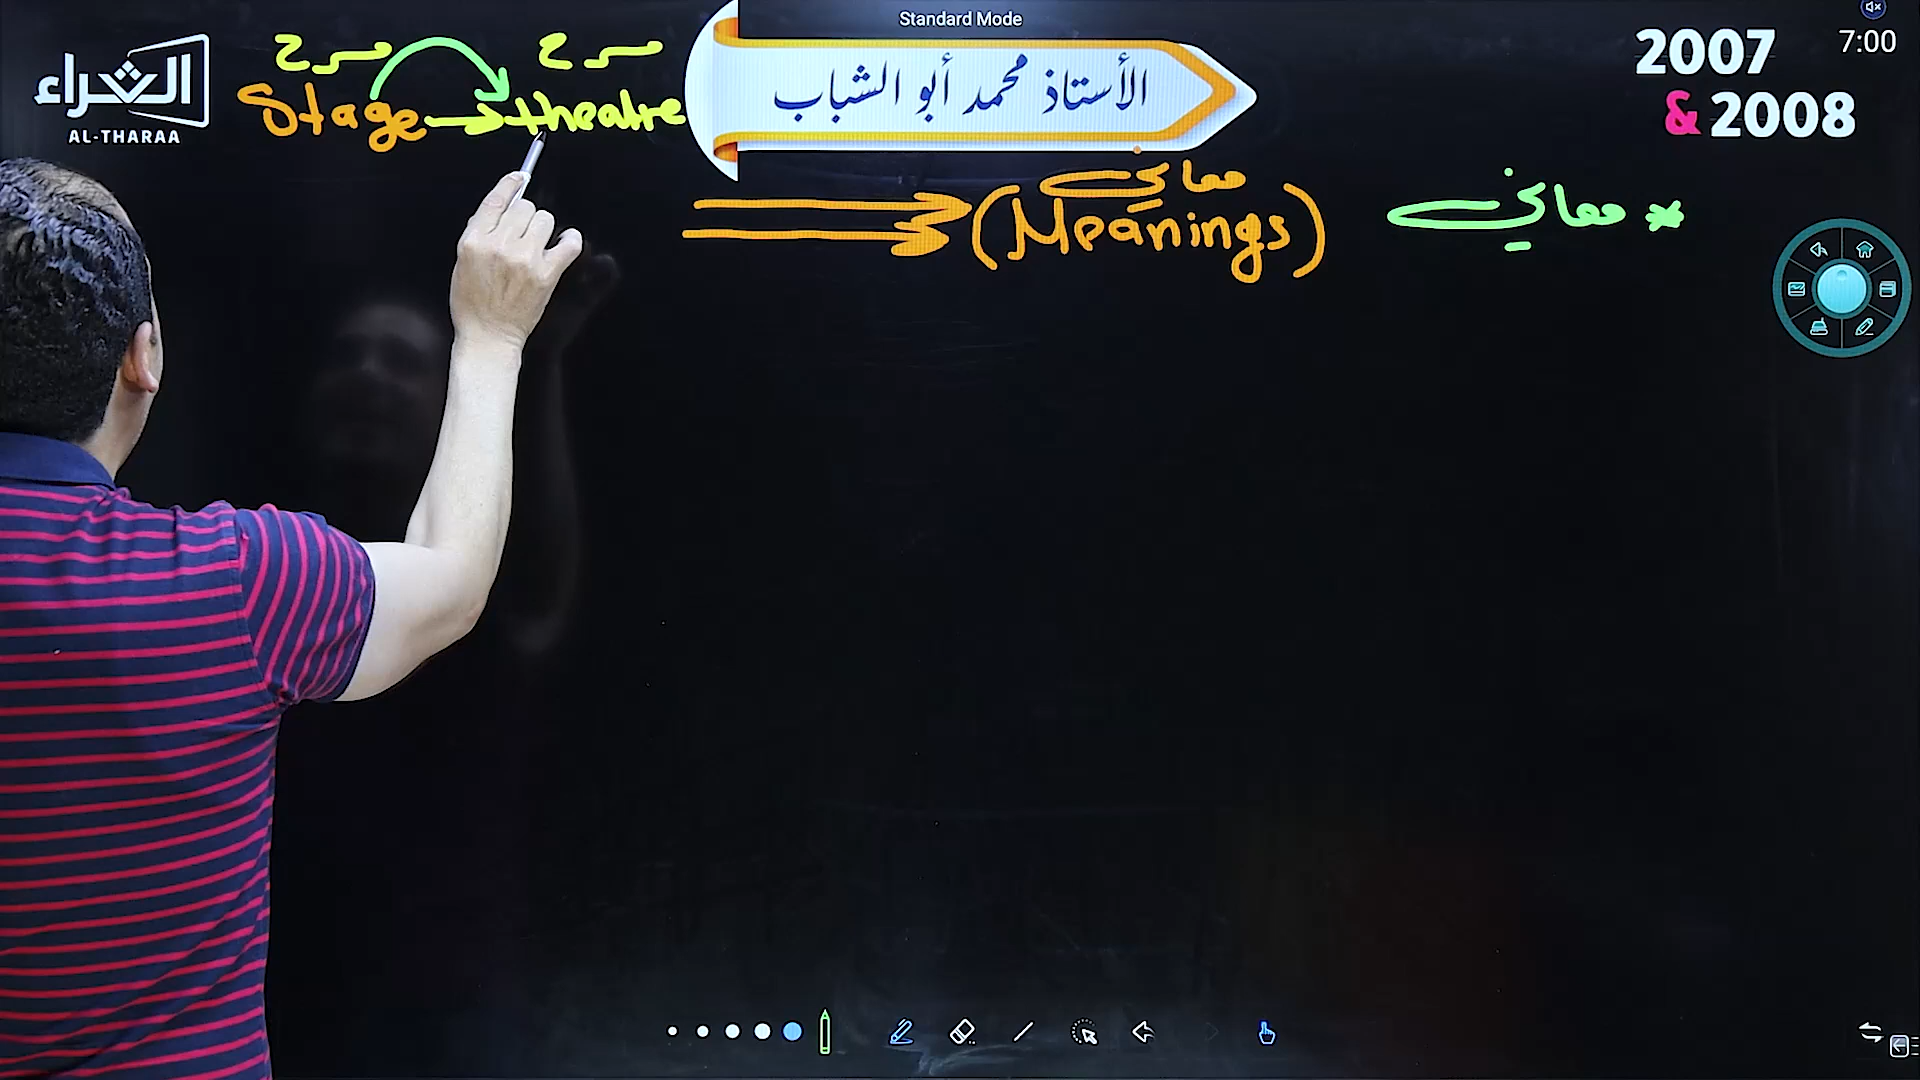 Standard Mode
7:00
2007
& 2008
الثراء
AL-THARAA
الأستاذ محمد أبو الشباب
مسرح
مسرح
Stage → theatre
* معاني
معاني
(Meanings)